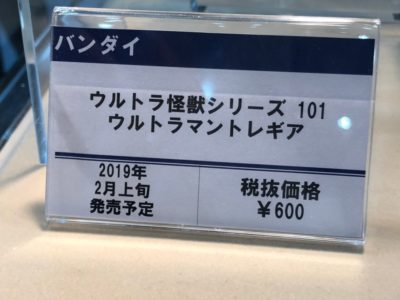 バンダイ
ウルトラ怪獣シリーズ 101
ウルトラマントレギア
2019年
2月上旬
発売予定
税抜価格
¥600